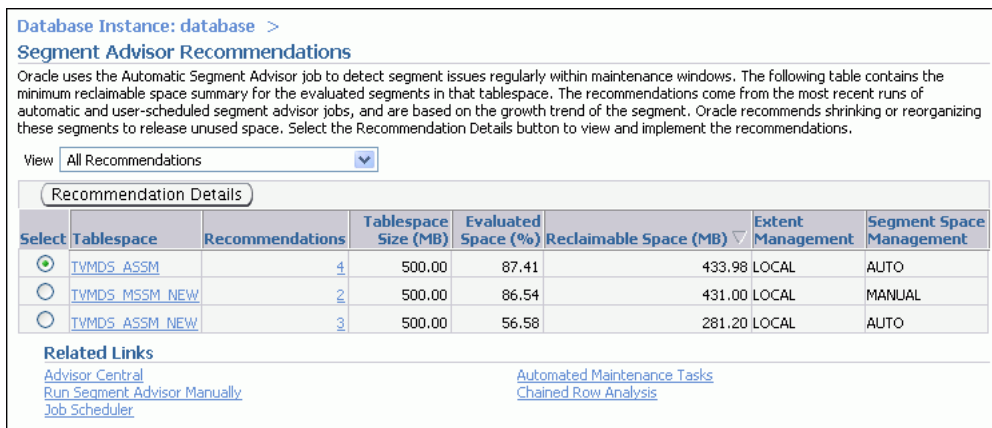 Database Instance: database >
Segment Advisor Recommendations
Oracle uses the Automatic Segment Advisor job to detect segment issues regularly within maintenance windows. The following table contains the
minimum reclaimable space summary for the evaluated segments in that tablespace. The recommendations come from the most recent runs of
automatic and user-scheduled segment advisor jobs, and are based on the growth trend of the segment. Oracle recommends shrinking or reorganizing
these segments to release unused space. Select the Recommendation Details button to view and implement the recommendations.
View All Recommendations
Recommendation Details
Select Tablespace Recommendations Tablespace Size (MB) Evaluated Space (%) Reclaimable Space (MB) Extent Management Segment Space Management
TVMDS_ASSM 4 500.00 87.41 433.98 LOCAL AUTO
TVMDS_MSSM_NEW 2 500.00 86.54 431.00 LOCAL MANUAL
TVMDS_ASSM_NEW 3 500.00 56.58 281.20 LOCAL AUTO
Related Links
Advisor Central Automated Maintenance Tasks
Run Segment Advisor Manually Chained Row Analysis
Job Scheduler